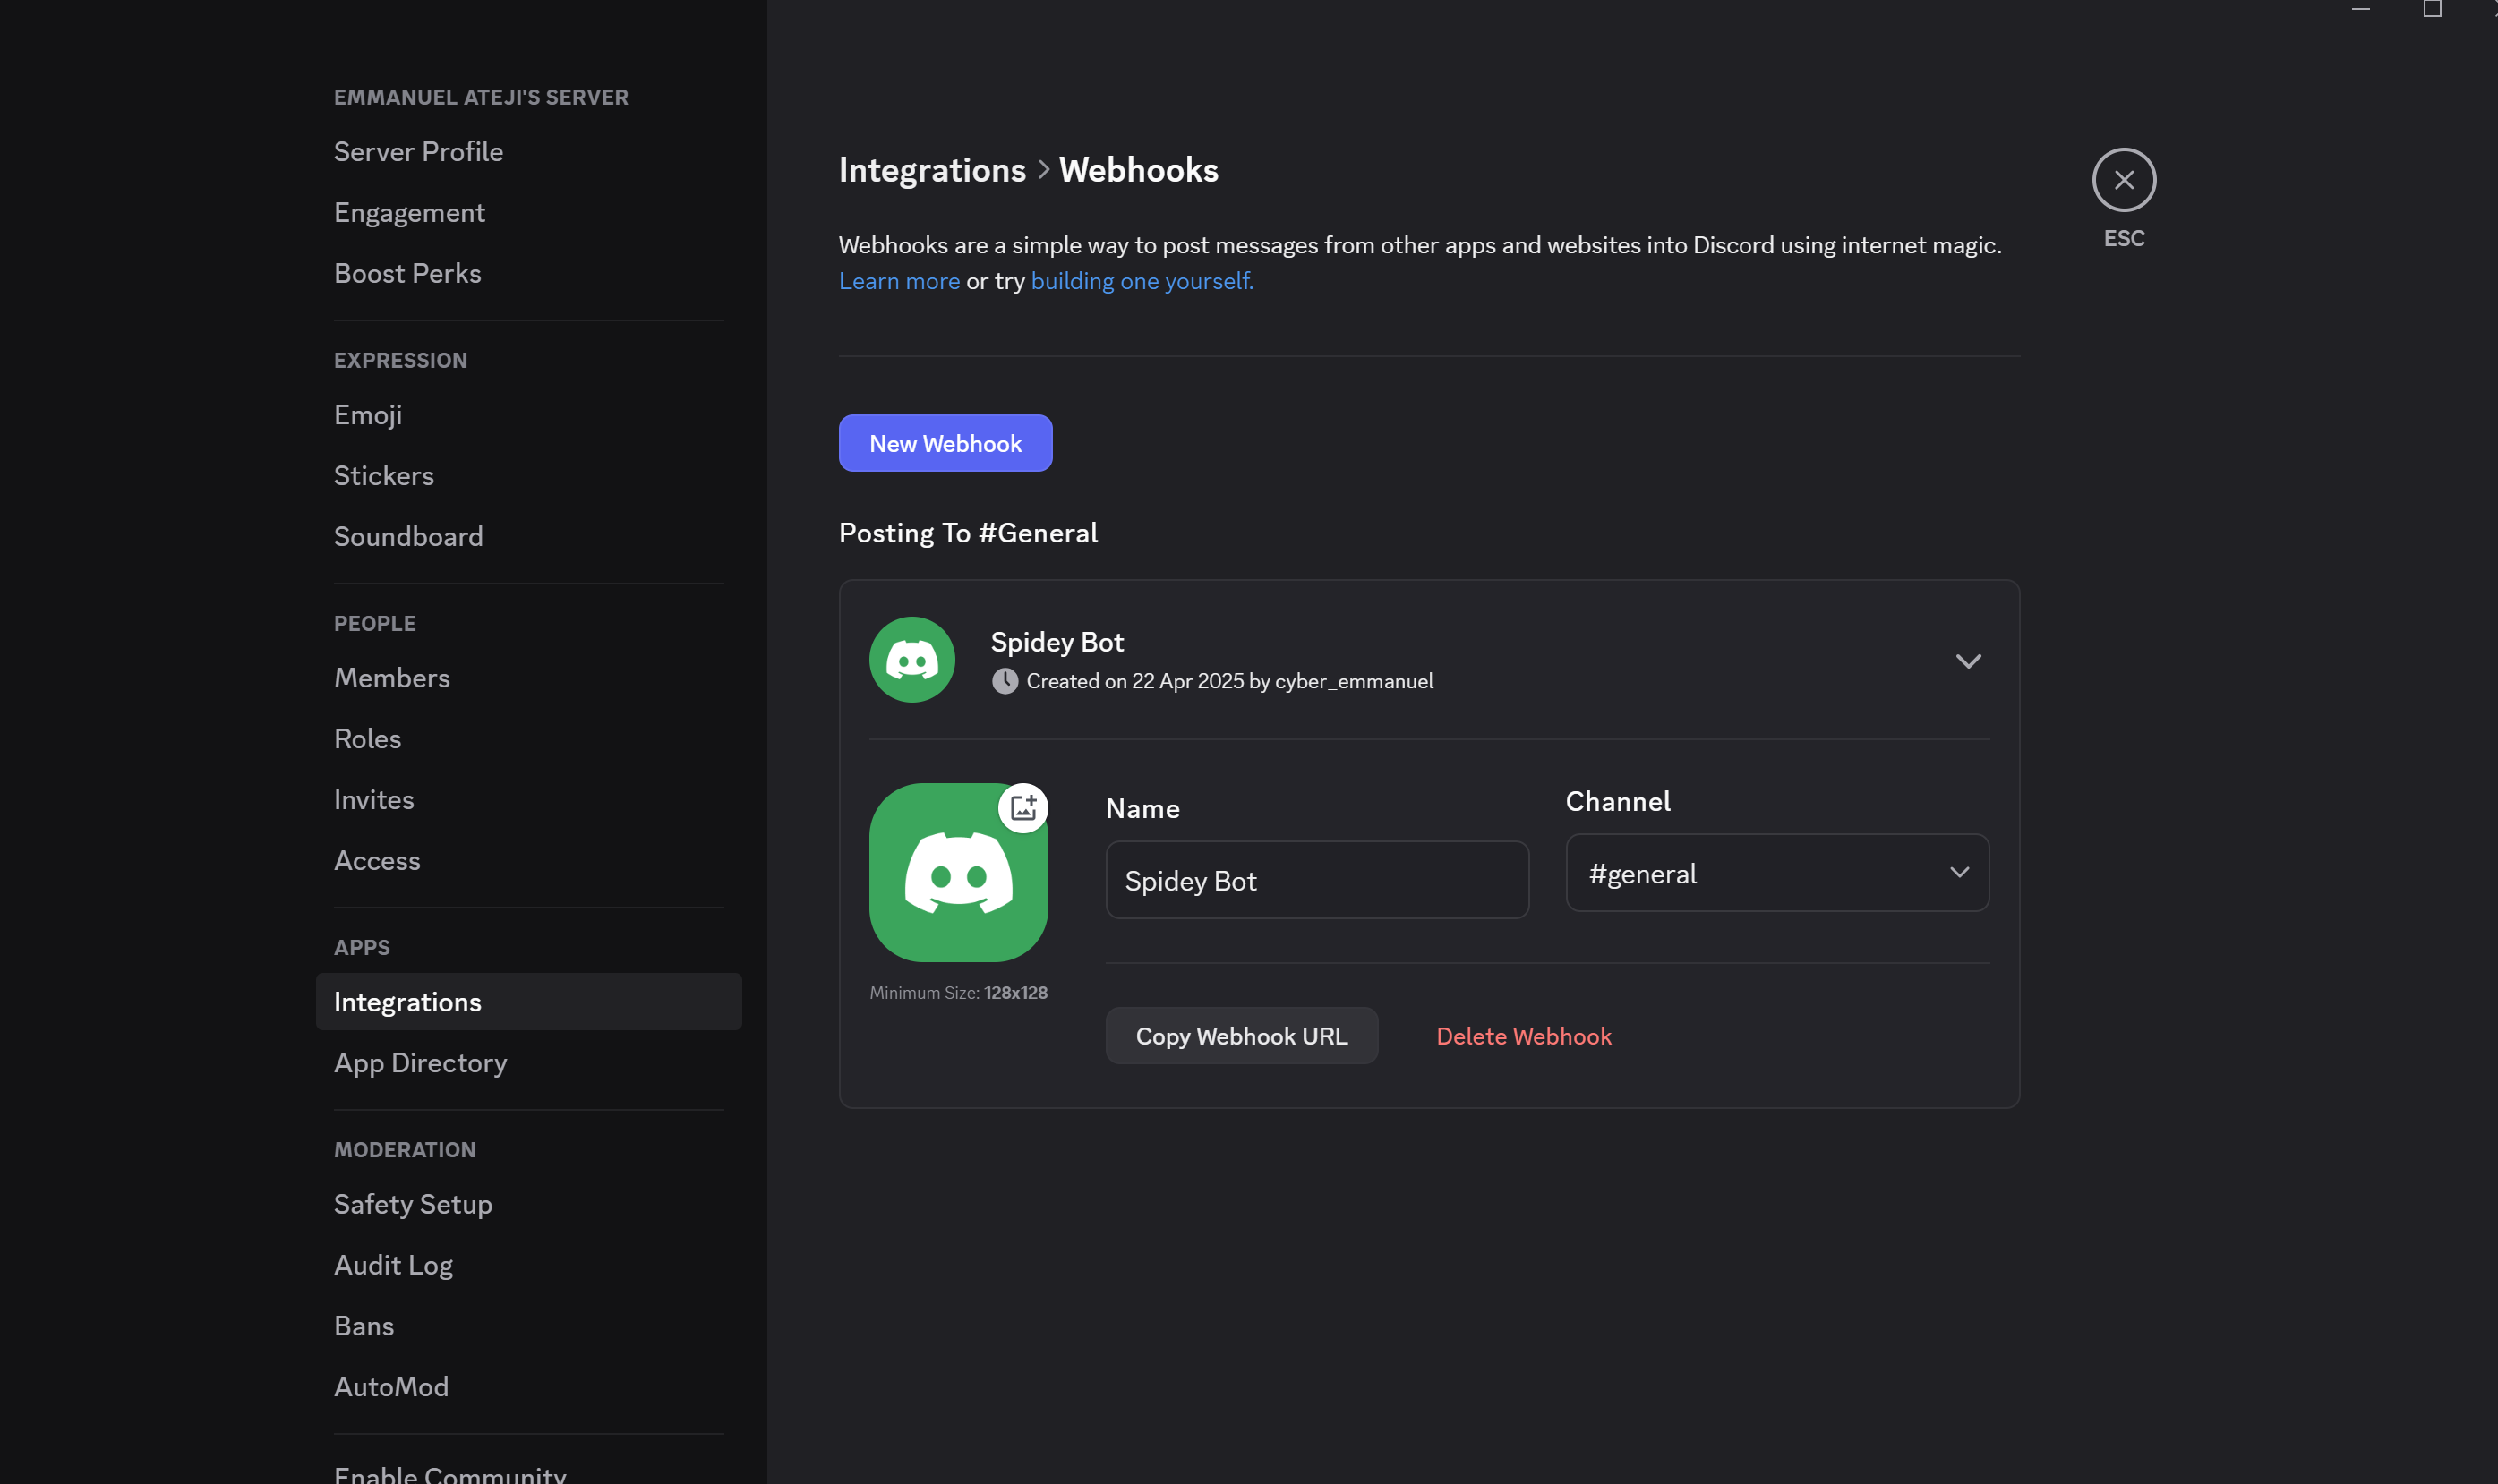 EMMANUEL ATEJI'S SERVER
Server Profile
Engagement
Boost Perks
EXPRESSION
Emoji
Stickers
Soundboard
PEOPLE
Members
Roles
Invites
Access
APPS
Integrations
App Directory
MODERATION
Safety Setup
Audit Log
Bans
AutoMod
Enable Community
Integrations > Webhooks
ESC
Webhooks are a simple way to post messages from other apps and websites into Discord using internet magic.
Learn more or try building one yourself.
New Webhook
Posting To #General
Spidey Bot
Created on 22 Apr 2025 by cyber_emmanuel
Name
Channel
Spidey Bot
#general
Minimum Size: 128x128
Copy Webhook URL
Delete Webhook